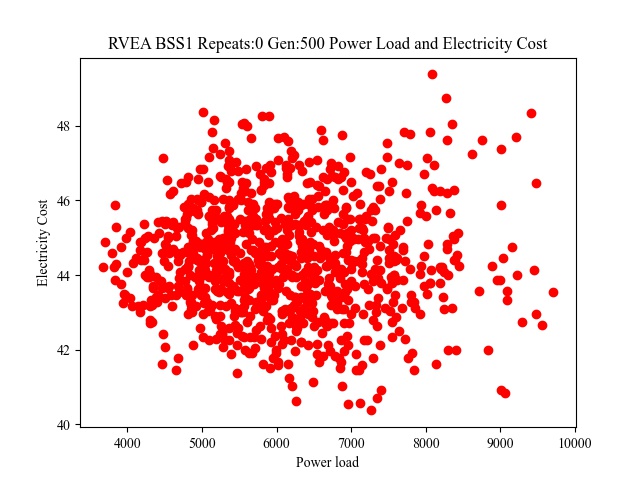 RVEA BSS1 Repeats:0 Gen:500 Power Load and Electricity Cost
48
46
44
42
40
Electricity Cost
4000 5000 6000 7000 8000 9000 10000
Power load